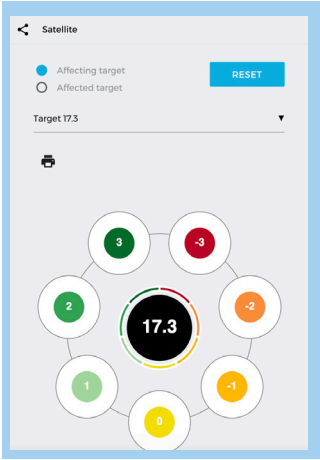 Satellite
Affecting target
RESET
Affected target
Target 17.3
3
-3
2
-2
17.3
1
-1
0